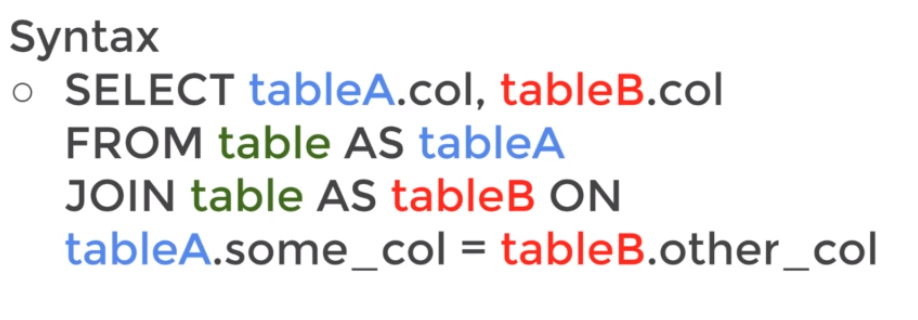 Syntax
○ SELECT tableA.col, tableB.col
FROM table AS tableA
JOIN table AS tableB ON
tableA.some_col = tableB.other_col